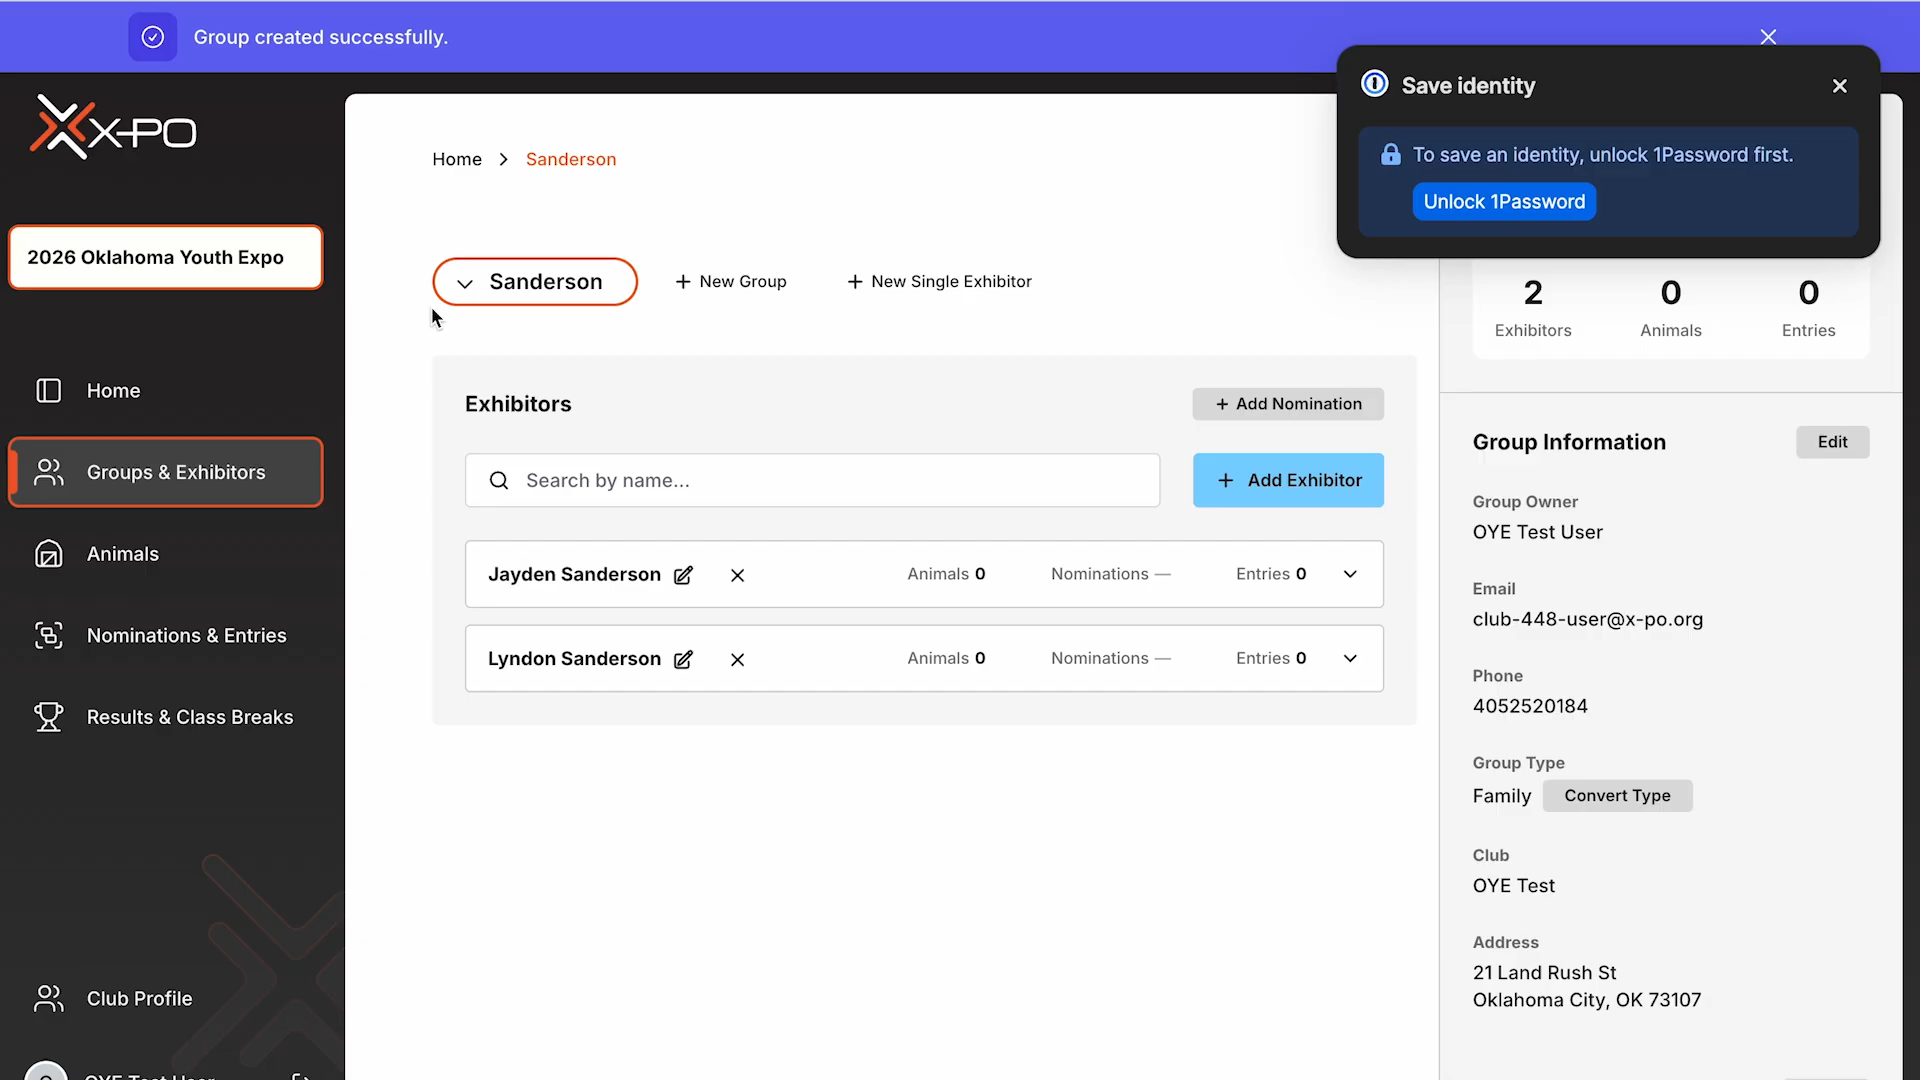 Group created successfully.
Save identity
To save an identity, unlock 1Password first.
Unlock 1Password
X-PO
2026 Oklahoma Youth Expo
Home
Groups & Exhibitors
Animals
Nominations & Entries
Results & Class Breaks
Club Profile
OYE Test User
Home > Sanderson
Sanderson
+ New Group
+ New Single Exhibitor
Exhibitors
+ Add Nomination
Search by name...
+ Add Exhibitor
Jayden Sanderson
Animals 0
Nominations —
Entries 0
Lyndon Sanderson
Animals 0
Nominations —
Entries 0
2
Exhibitors
0
Animals
0
Entries
Group Information
Edit
Group Owner
OYE Test User
Email
club-448-user@x-po.org
Phone
4052520184
Group Type
Family
Convert Type
Club
OYE Test
Address
21 Land Rush St
Oklahoma City, OK 73107